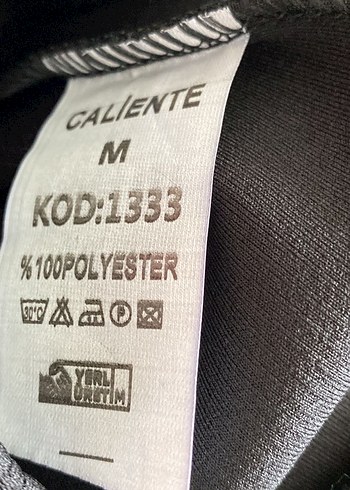 CALİENTE
M
KOD:1333
%100POLYESTER
30°C P
YERLİ
ÜRETİM